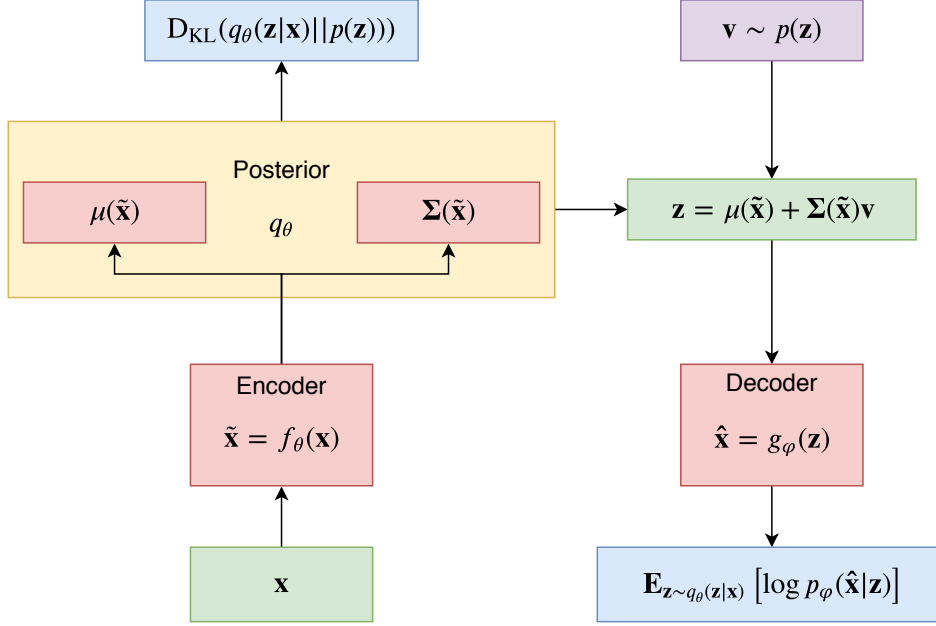 D_KL(q_θ(𝐳|𝐱)||p(𝐳)))
𝐯 ∼ p(𝐳)
Posterior
μ(𝐱̃)
q_θ
𝚺(𝐱̃)
𝐳 = μ(𝐱̃) + 𝚺(𝐱̃)𝐯
Encoder
𝐱̃ = f_θ(𝐱)
Decoder
𝐱̂ = g_φ(𝐳)
𝐱
𝐄_{𝐳∼q_θ(𝐳|𝐱)} [log p_φ(𝐱̂|𝐳)]